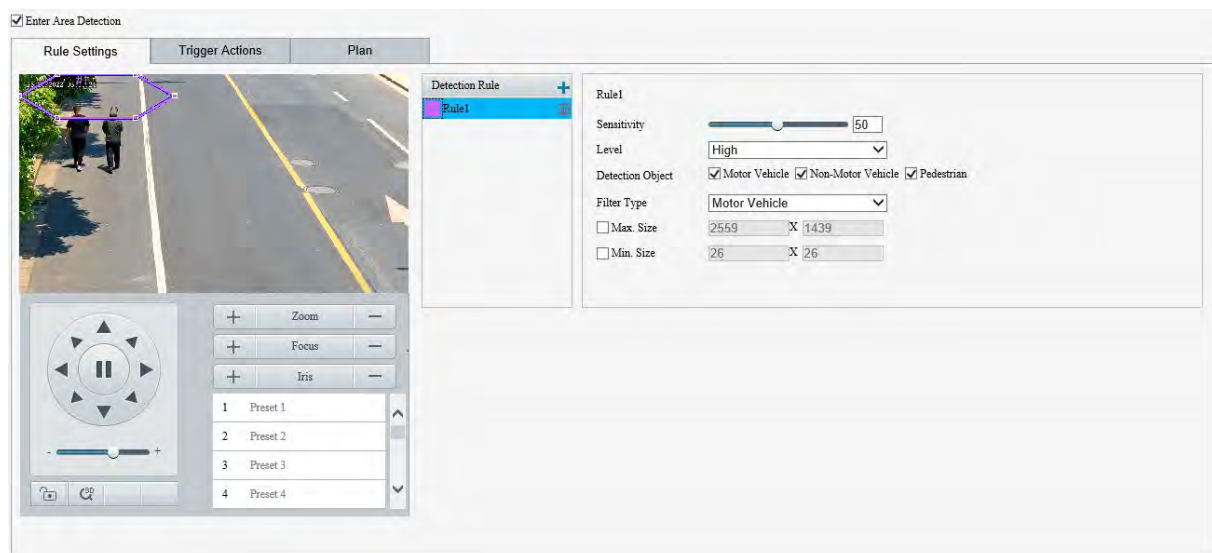 Enter Area Detection
Rule Settings Trigger Actions Plan
Detection Rule +
Rule1
Rule1
Sensitivity 50
Level High
Detection Object Motor Vehicle Non-Motor Vehicle Pedestrian
Filter Type Motor Vehicle
Max. Size 2559 X 1439
Min. Size 26 X 26
+ Zoom −
+ Focus −
+ Iris −
1 Preset 1
2 Preset 2
3 Preset 3
4 Preset 4
- +
3D